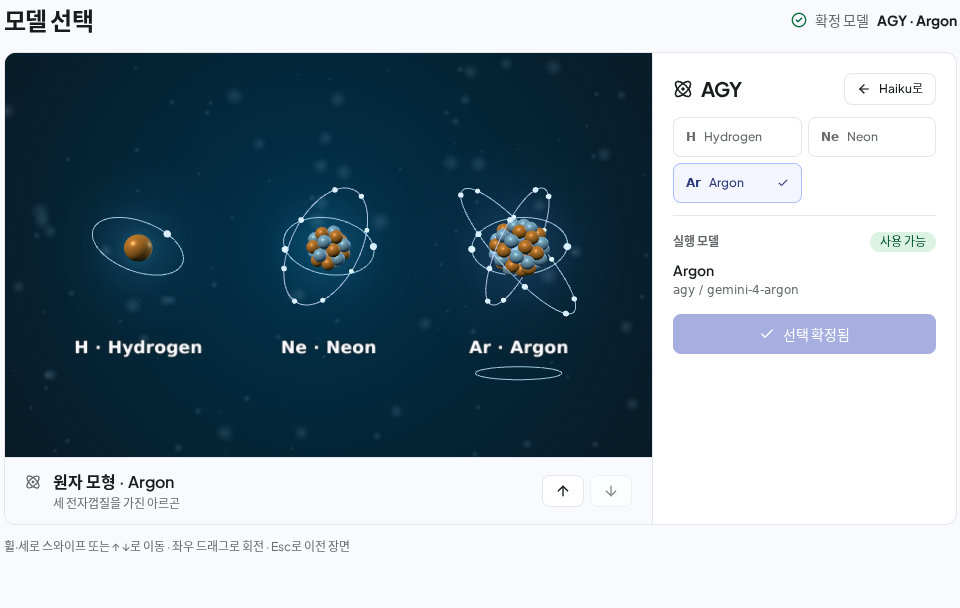 모델 선택
확정 모델 AGY · Argon
H · Hydrogen
Ne · Neon
Ar · Argon
원자 모형 · Argon
세 전자껍질을 가진 아르곤
↑
↓
AGY
← Haiku로
H Hydrogen
Ne Neon
Ar Argon
실행 모델
사용 가능
Argon
agy / gemini-4-argon
선택 확정됨
휠·세로 스와이프 또는 ↑ ↓로 이동 · 좌우 드래그로 회전 · Esc로 이전 장면